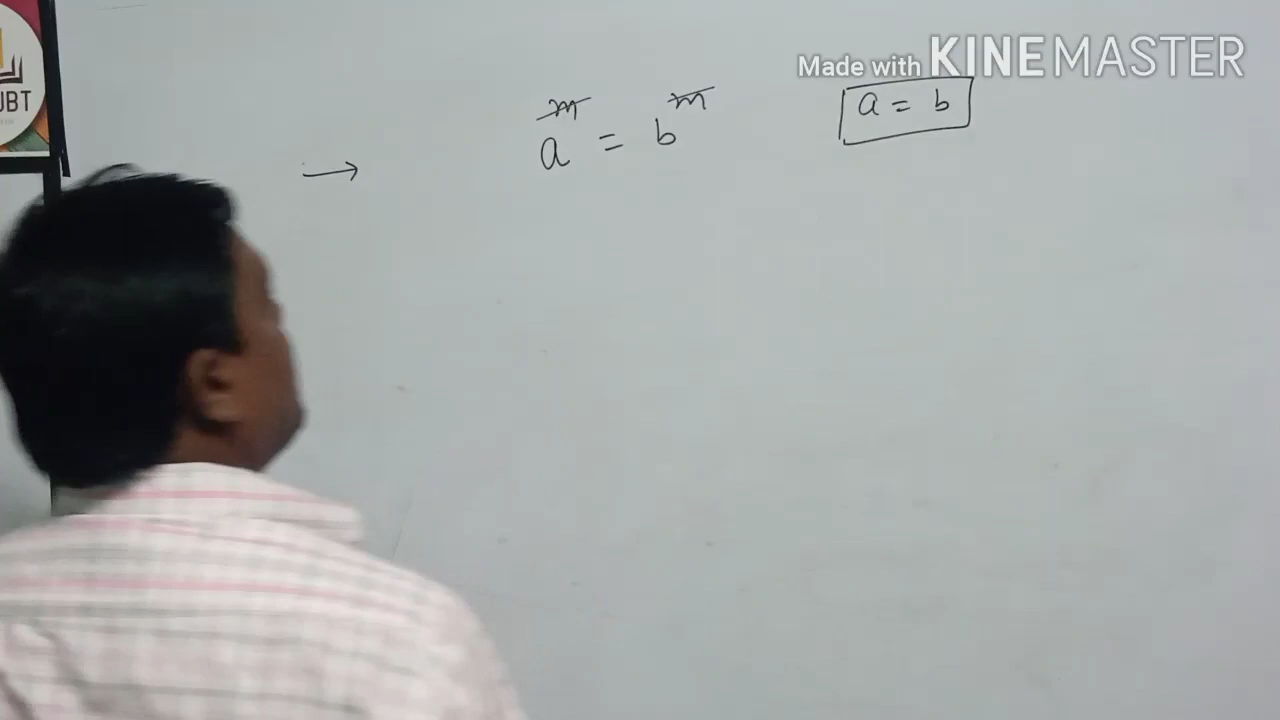 Made with KINEMASTER
a^m = b^m
a = b
→
UBT